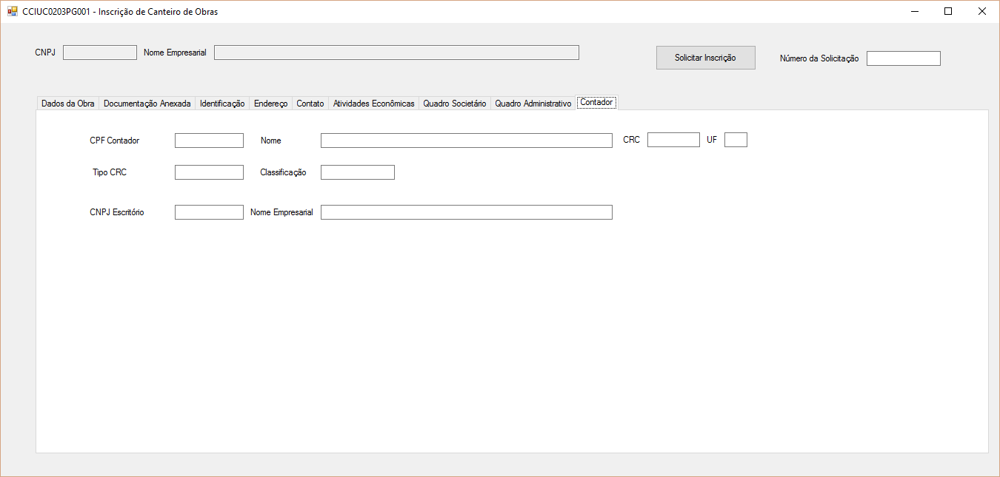 CCIUC0203PG001 - Inscrição de Canteiro de Obras
CNPJ Nome Empresarial Solicitar Inscrição Número da Solicitação
Dados da Obra Documentação Anexada Identificação Endereço Contato Atividades Econômicas Quadro Societário Quadro Administrativo Contador
CPF Contador Nome CRC UF
Tipo CRC Classificação
CNPJ Escritório Nome Empresarial